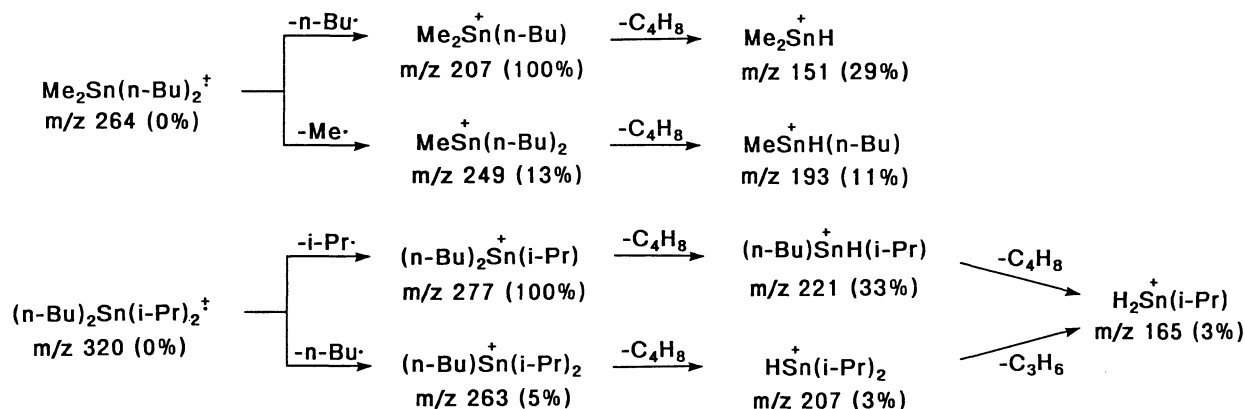 -n-Bu·
-C₄H₈
Me₂Sn⁺(n-Bu)
m/z 207 (100%)
Me₂Sn⁺H
m/z 151 (29%)
Me₂Sn(n-Bu)₂⁺·
m/z 264 (0%)
-Me·
-C₄H₈
MeSn⁺(n-Bu)₂
m/z 249 (13%)
MeSn⁺H(n-Bu)
m/z 193 (11%)
-i-Pr·
-C₄H₈
(n-Bu)₂Sn⁺(i-Pr)
m/z 277 (100%)
(n-Bu)Sn⁺H(i-Pr)
m/z 221 (33%)
-C₄H₈
(n-Bu)₂Sn(i-Pr)₂⁺·
m/z 320 (0%)
H₂Sn⁺(i-Pr)
m/z 165 (3%)
-n-Bu·
-C₄H₈
(n-Bu)Sn⁺(i-Pr)₂
m/z 263 (5%)
HSn⁺(i-Pr)₂
m/z 207 (3%)
-C₃H₆